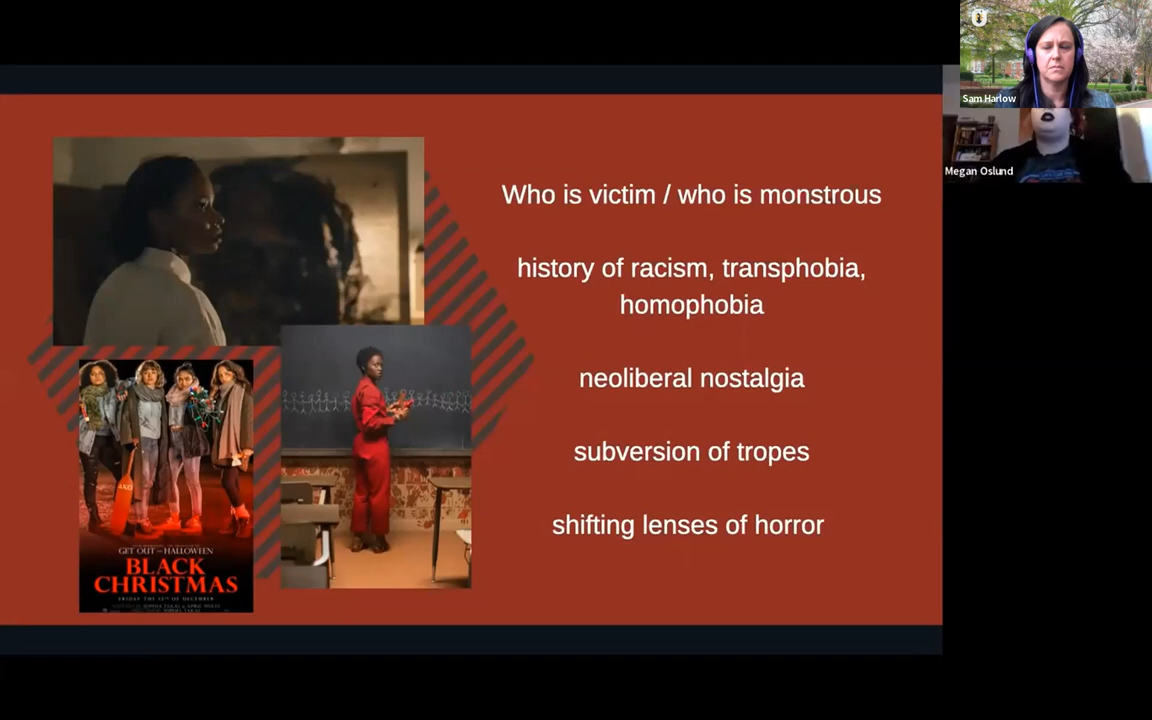 Who is victim / who is monstrous
history of racism, transphobia,
homophobia
neoliberal nostalgia
subversion of tropes
shifting lenses of horror
GET OUT AND HALLOWEEN
BLACK
CHRISTMAS
FRIDAY THE 13TH OF DECEMBER
Sam Harlow
Megan Oslund